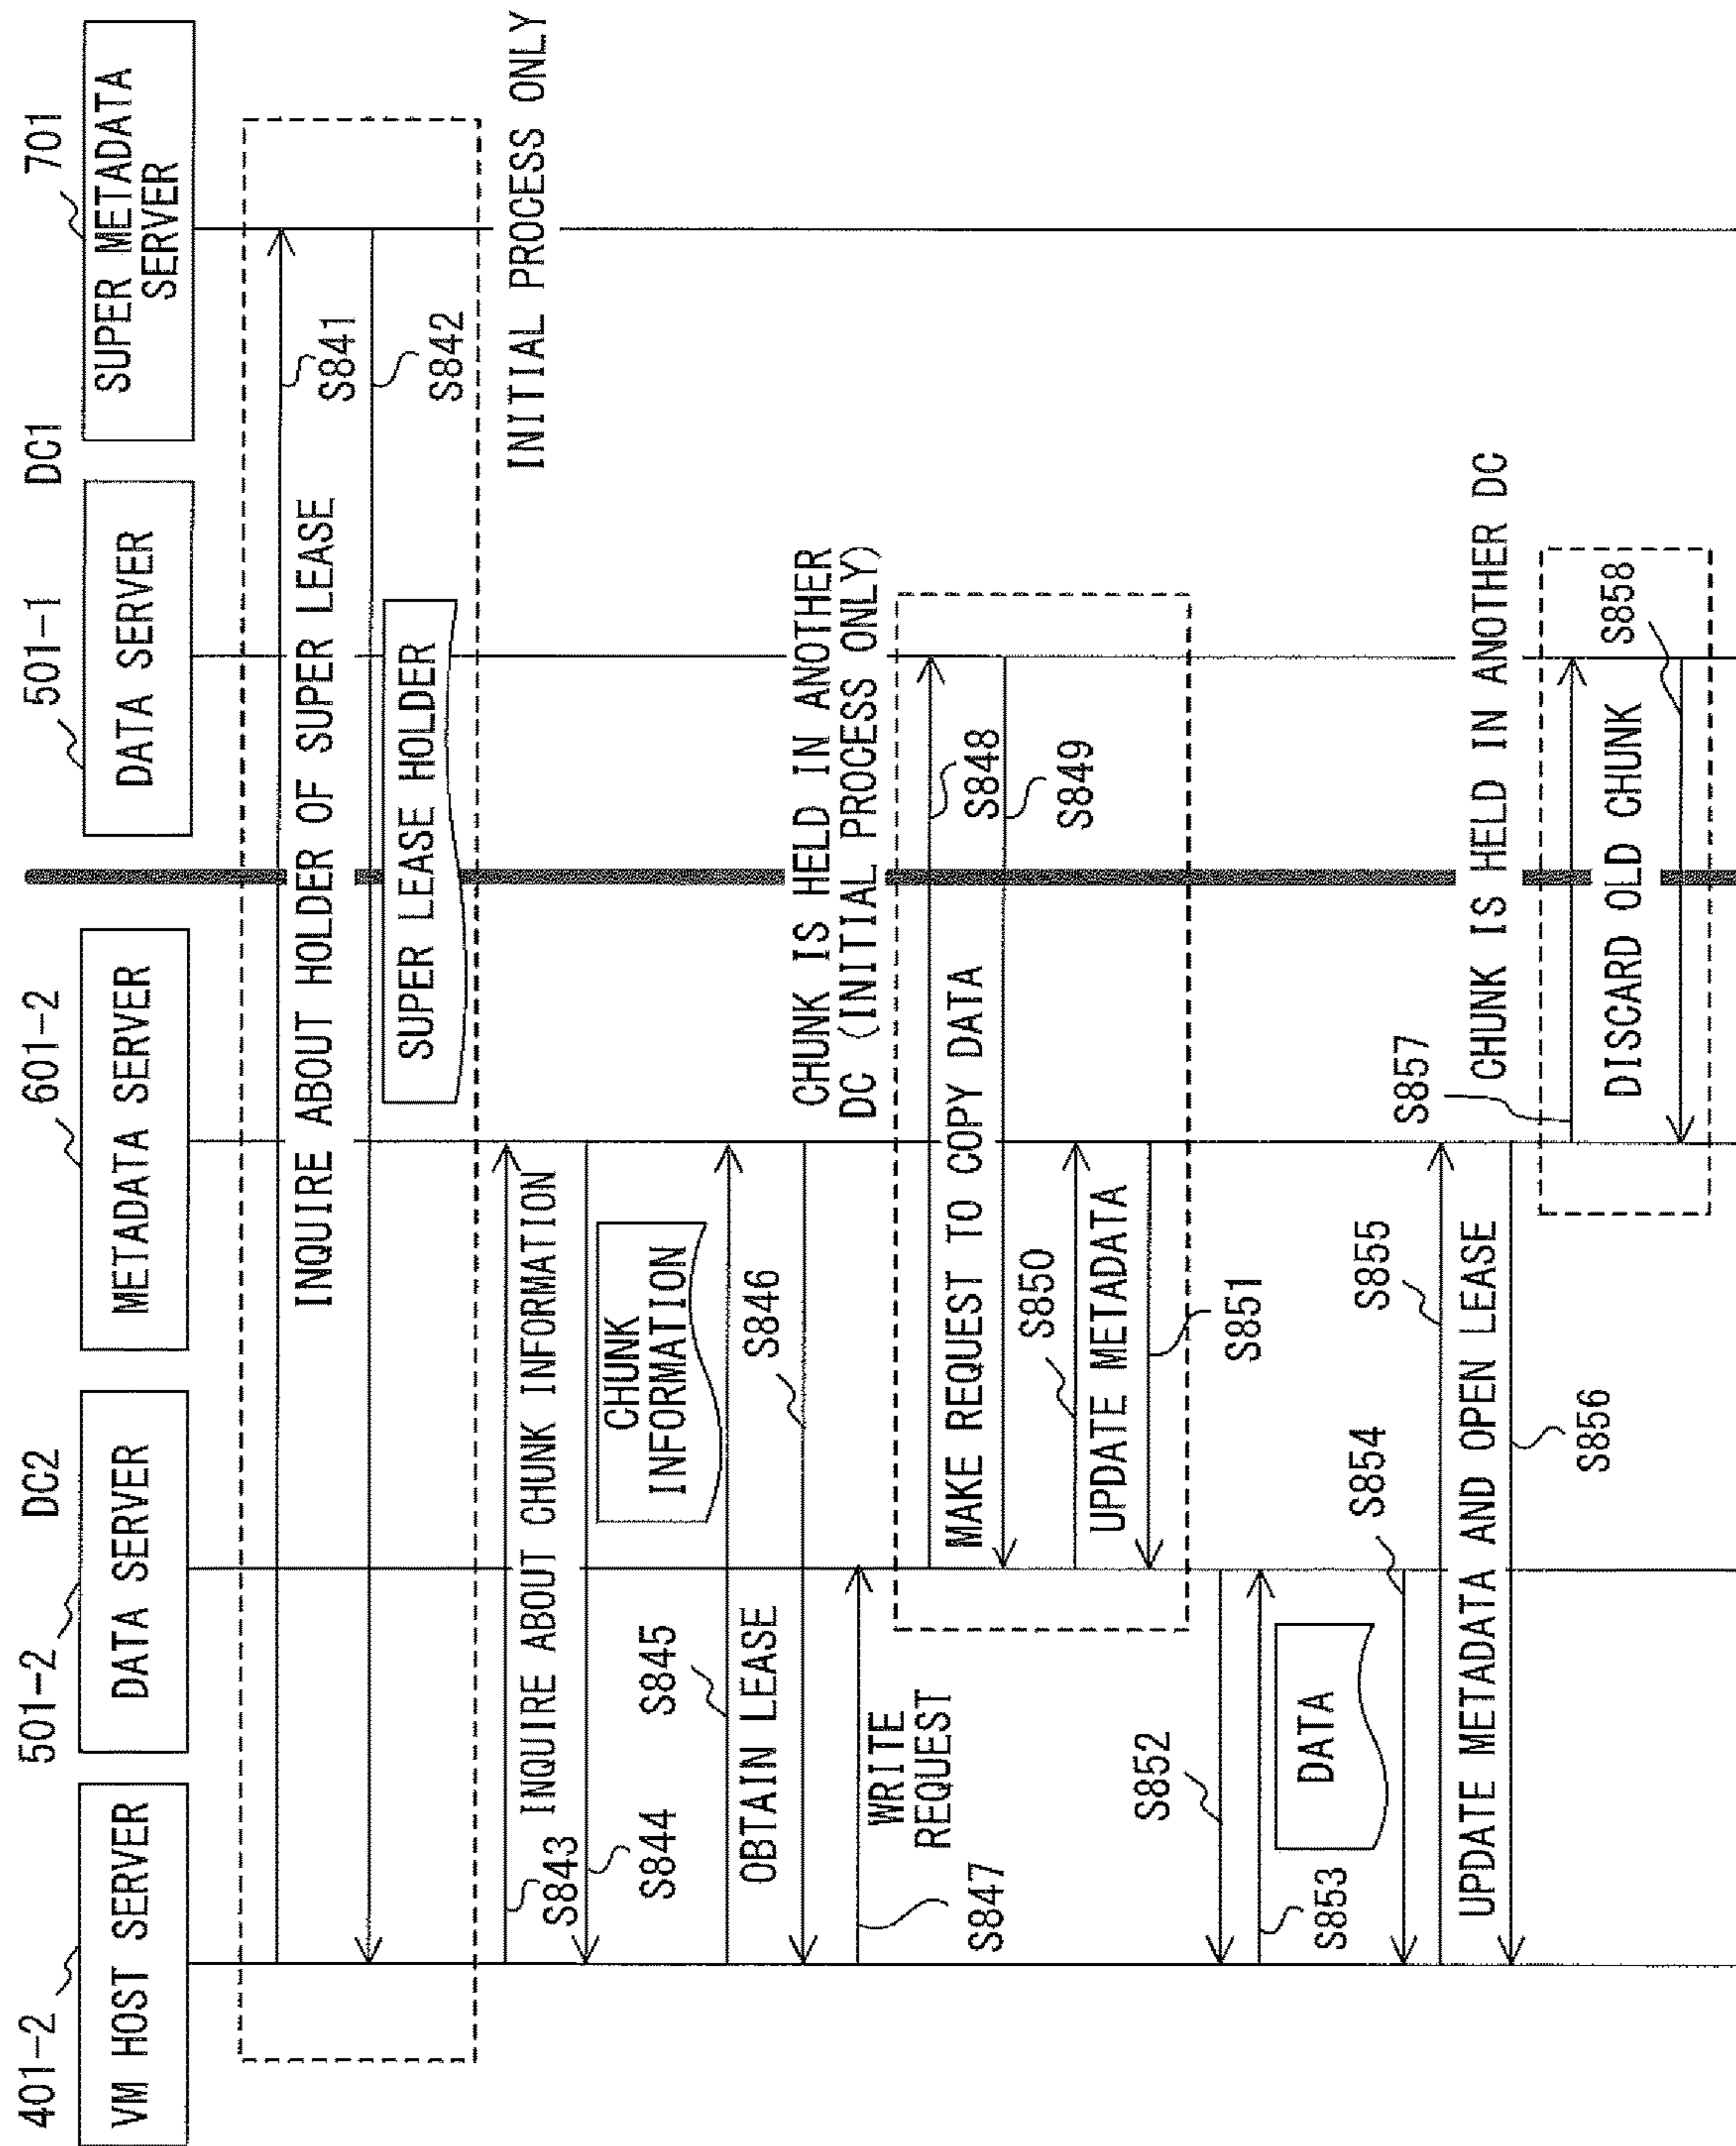 401-2
VM HOST SERVER
501-2
DC2
DATA SERVER
601-2
METADATA SERVER
501-1
DC1
DATA SERVER
701
SUPER METADATA
SERVER
INQUIRE ABOUT HOLDER OF SUPER LEASE
S841
S842
SUPER LEASE HOLDER
INITIAL PROCESS ONLY
S843
INQUIRE ABOUT CHUNK INFORMATION
S844
CHUNK
INFORMATION
S845
OBTAIN LEASE
S846
WRITE
REQUEST
S847
CHUNK IS HELD IN ANOTHER
DC (INITIAL PROCESS ONLY)
MAKE REQUEST TO COPY DATA
S848
S849
S850
UPDATE METADATA
S851
S852
S853
DATA
S854
S855
UPDATE METADATA AND OPEN LEASE
S856
S857
CHUNK IS HELD IN ANOTHER DC
DISCARD OLD CHUNK
S858